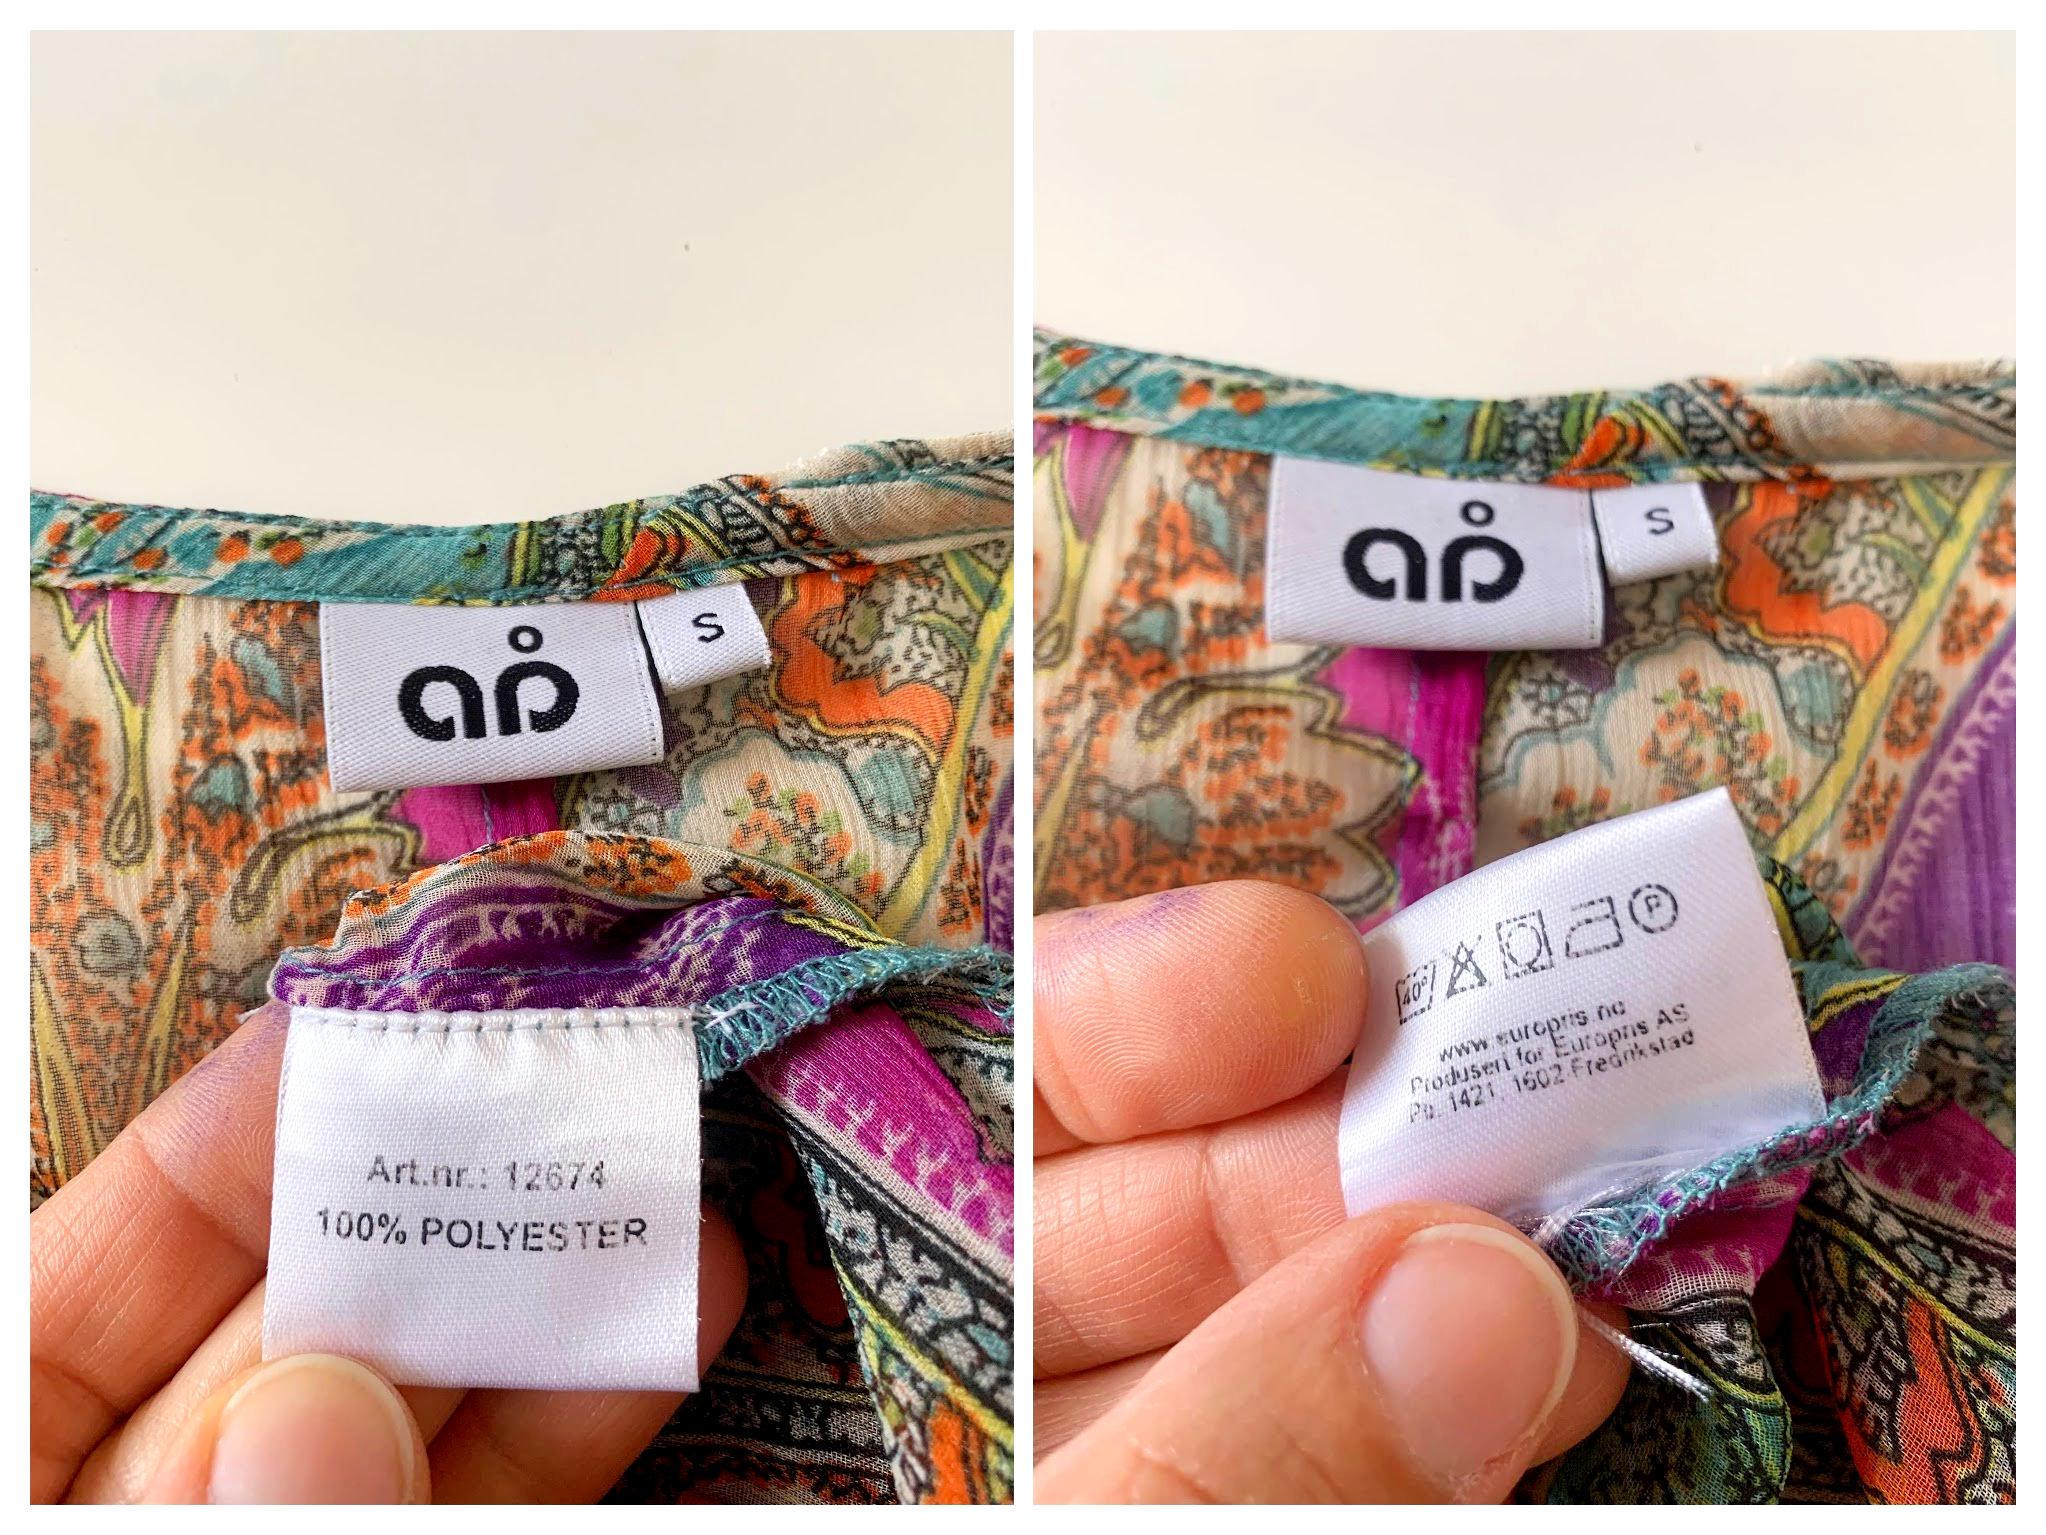 S
Art.nr.: 12674
100% POLYESTER
S
40° P
www.europris.no
Produsert for Europris AS
Pb. 1421, 1602 Fredrikstad